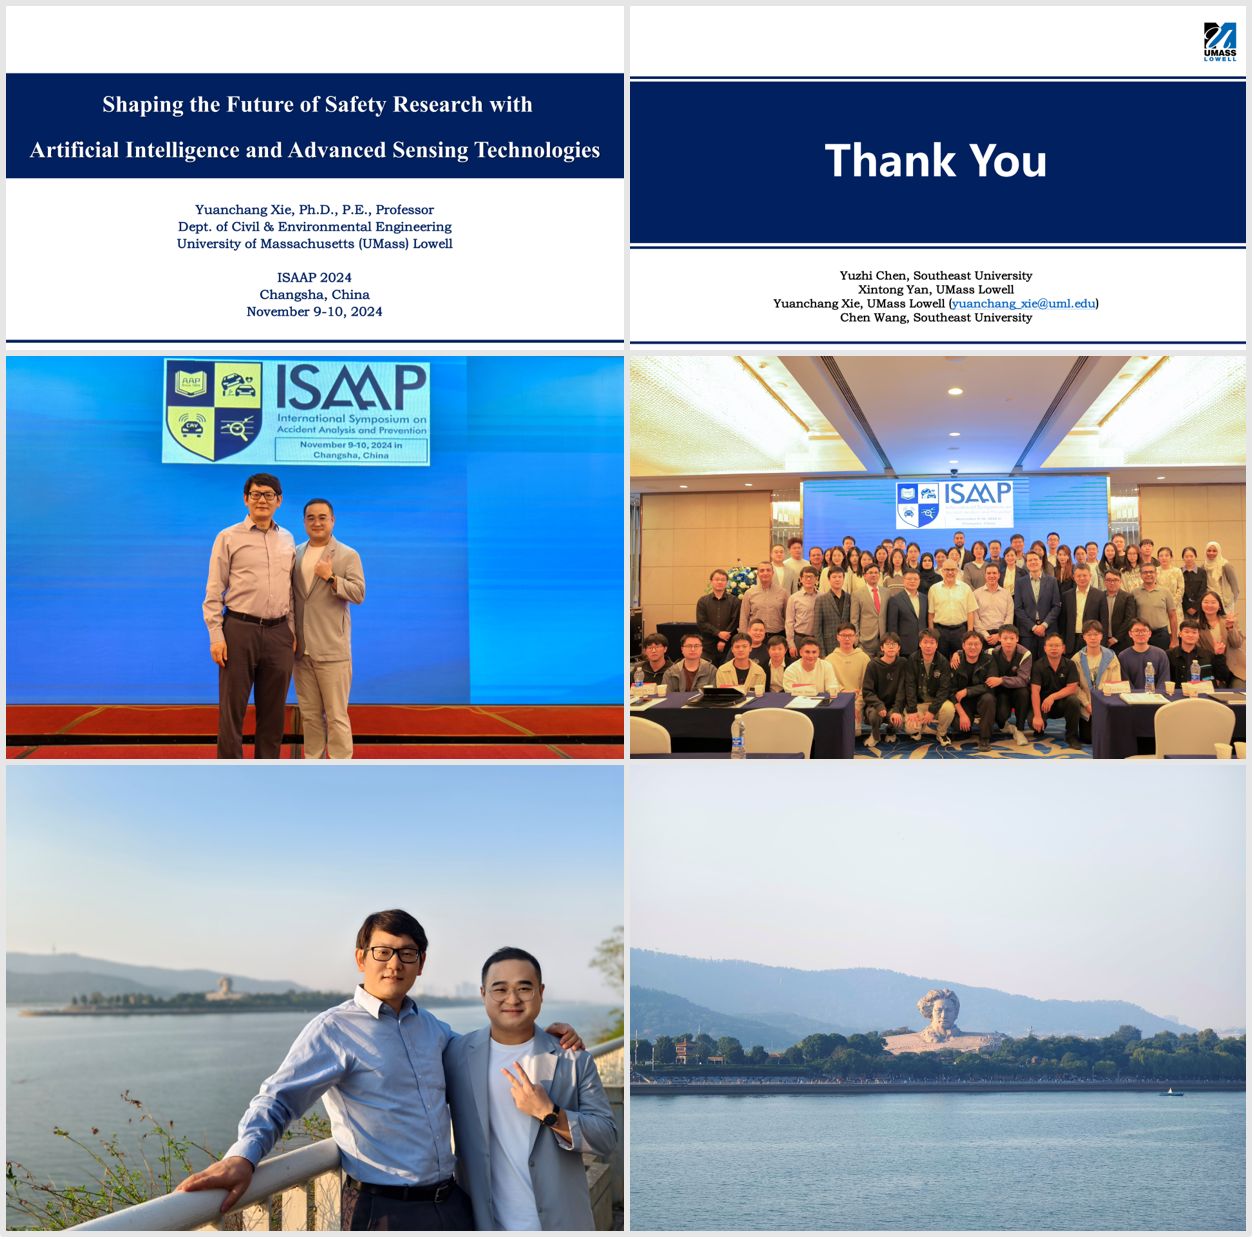 Shaping the Future of Safety Research with
Artificial Intelligence and Advanced Sensing Technologies
Yuanchang Xie, Ph.D., P.E., Professor
Dept. of Civil & Environmental Engineering
University of Massachusetts (UMass) Lowell
ISAAP 2024
Changsha, China
November 9-10, 2024
UMASS
LOWELL
Thank You
Yuzhi Chen, Southeast University
Xintong Yan, UMass Lowell
Yuanchang Xie, UMass Lowell (yuanchang_xie@uml.edu)
Chen Wang, Southeast University
AAP
CAV
ISAAP
International Symposium on
Accident Analysis and Prevention
November 9-10, 2024 in
Changsha, China
ISAAP